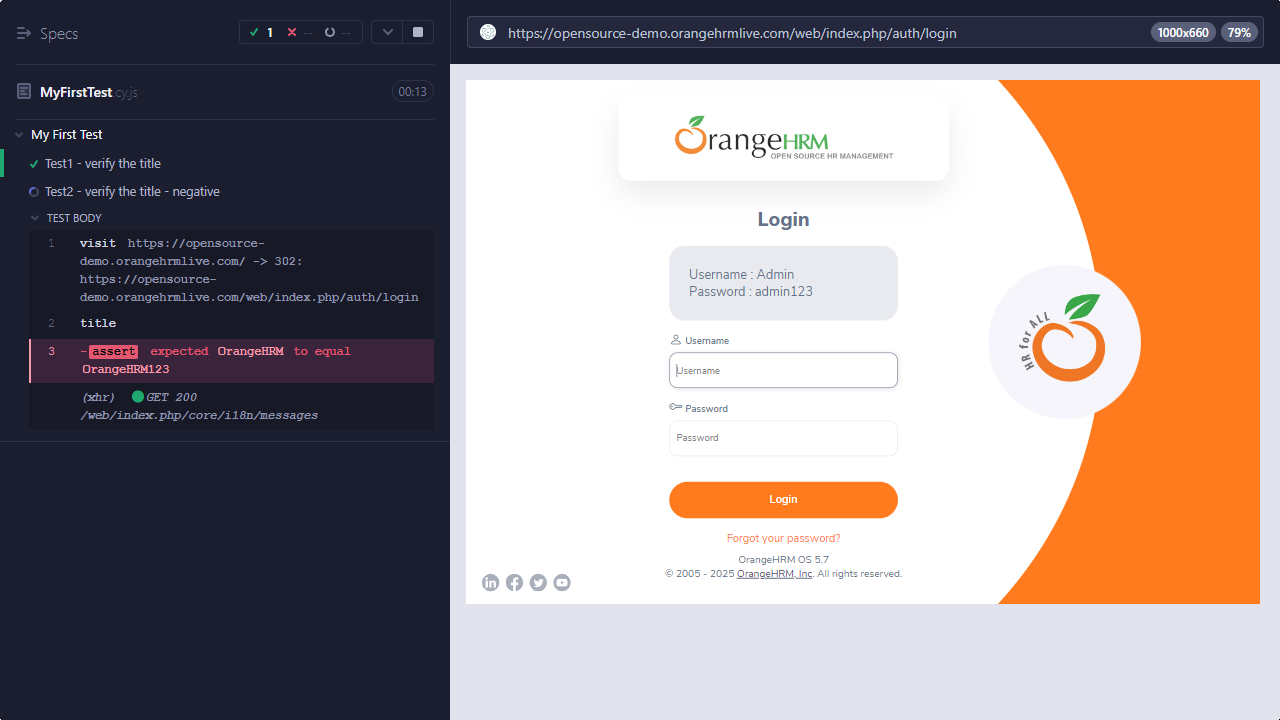 Specs
1 -- --
MyFirstTest.cy.js
00:13
My First Test
Test1 - verify the title
Test2 - verify the title - negative
TEST BODY
1 visit https://opensource-
demo.orangehrmlive.com/ -> 302:
https://opensource-
demo.orangehrmlive.com/web/index.php/auth/login
2 title
3 -assert expected OrangeHRM to equal
OrangeHRM123
(xhr) GET 200
/web/index.php/core/i18n/messages
https://opensource-demo.orangehrmlive.com/web/index.php/auth/login
1000x660
79%
OrangeHRM
OPEN SOURCE HR MANAGEMENT
Login
Username : Admin
Password : admin123
Username
Username
Password
Password
Login
Forgot your password?
OrangeHRM OS 5.7
© 2005 - 2025 OrangeHRM, Inc. All rights reserved.
HR for ALL